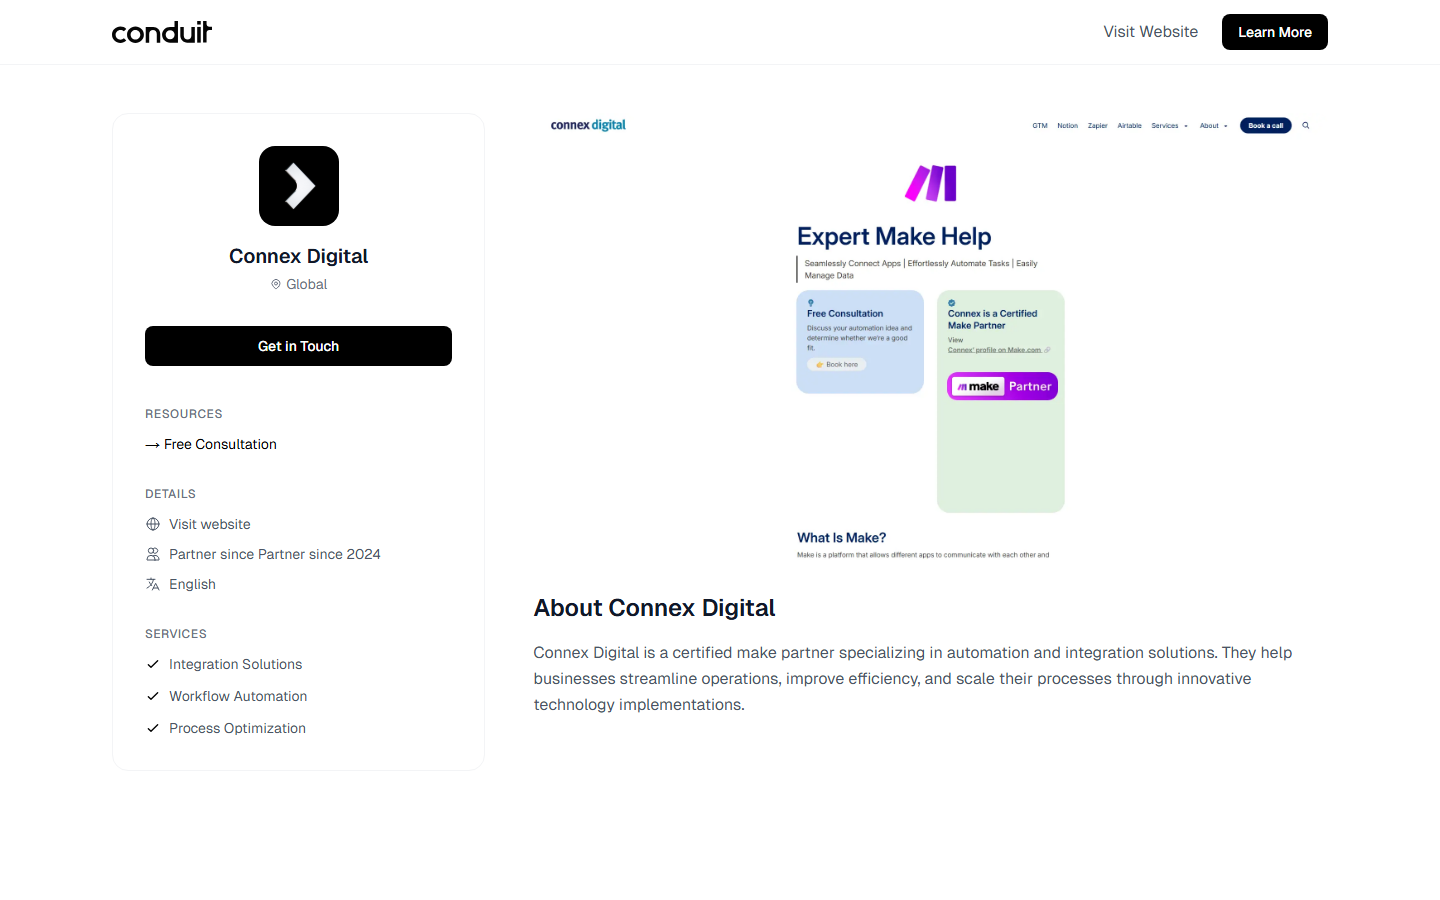 conduit
Visit Website
Learn More
Connex Digital
Global
Get in Touch
RESOURCES
→ Free Consultation
DETAILS
Visit website
Partner since Partner since 2024
English
SERVICES
Integration Solutions
Workflow Automation
Process Optimization
connex digital
GTM Notion Zapier Airtable Services About Book a call
Expert Make Help
Seamlessly Connect Apps | Effortlessly Automate Tasks | Easily
Manage Data
Free Consultation
Discuss your automation idea and
determine whether we're a good
fit.
👉 Book here
Connex is a Certified
Make Partner
View
Connex' profile on Make.com
make Partner
What Is Make?
Make is a platform that allows different apps to communicate with each other and
About Connex Digital
Connex Digital is a certified make partner specializing in automation and integration solutions. They help
businesses streamline operations, improve efficiency, and scale their processes through innovative
technology implementations.